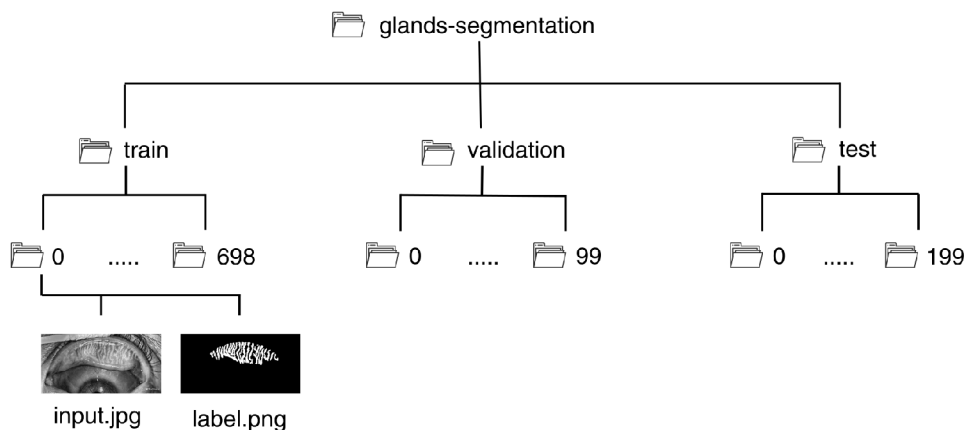 glands-segmentation
train
validation
test
0 ..... 698
0 ..... 99
0 ..... 199
input.jpg
label.png